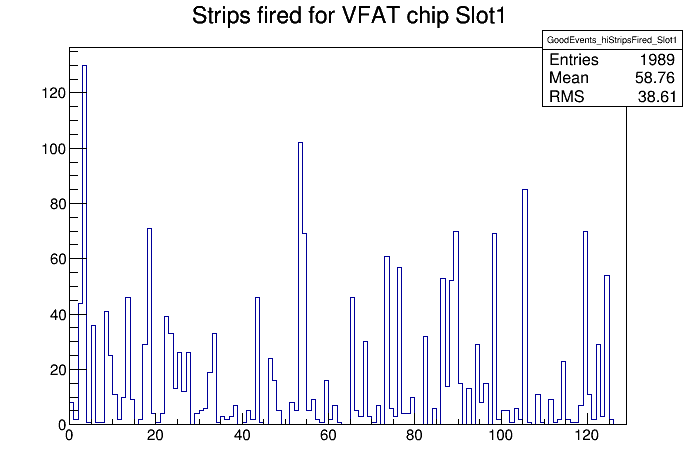 Strips fired for VFAT chip Slot1
GoodEvents_hiStripsFired_Slot1
Entries 1989
Mean 58.76
RMS 38.61
120
100
80
60
40
20
0
0 20 40 60 80 100 120